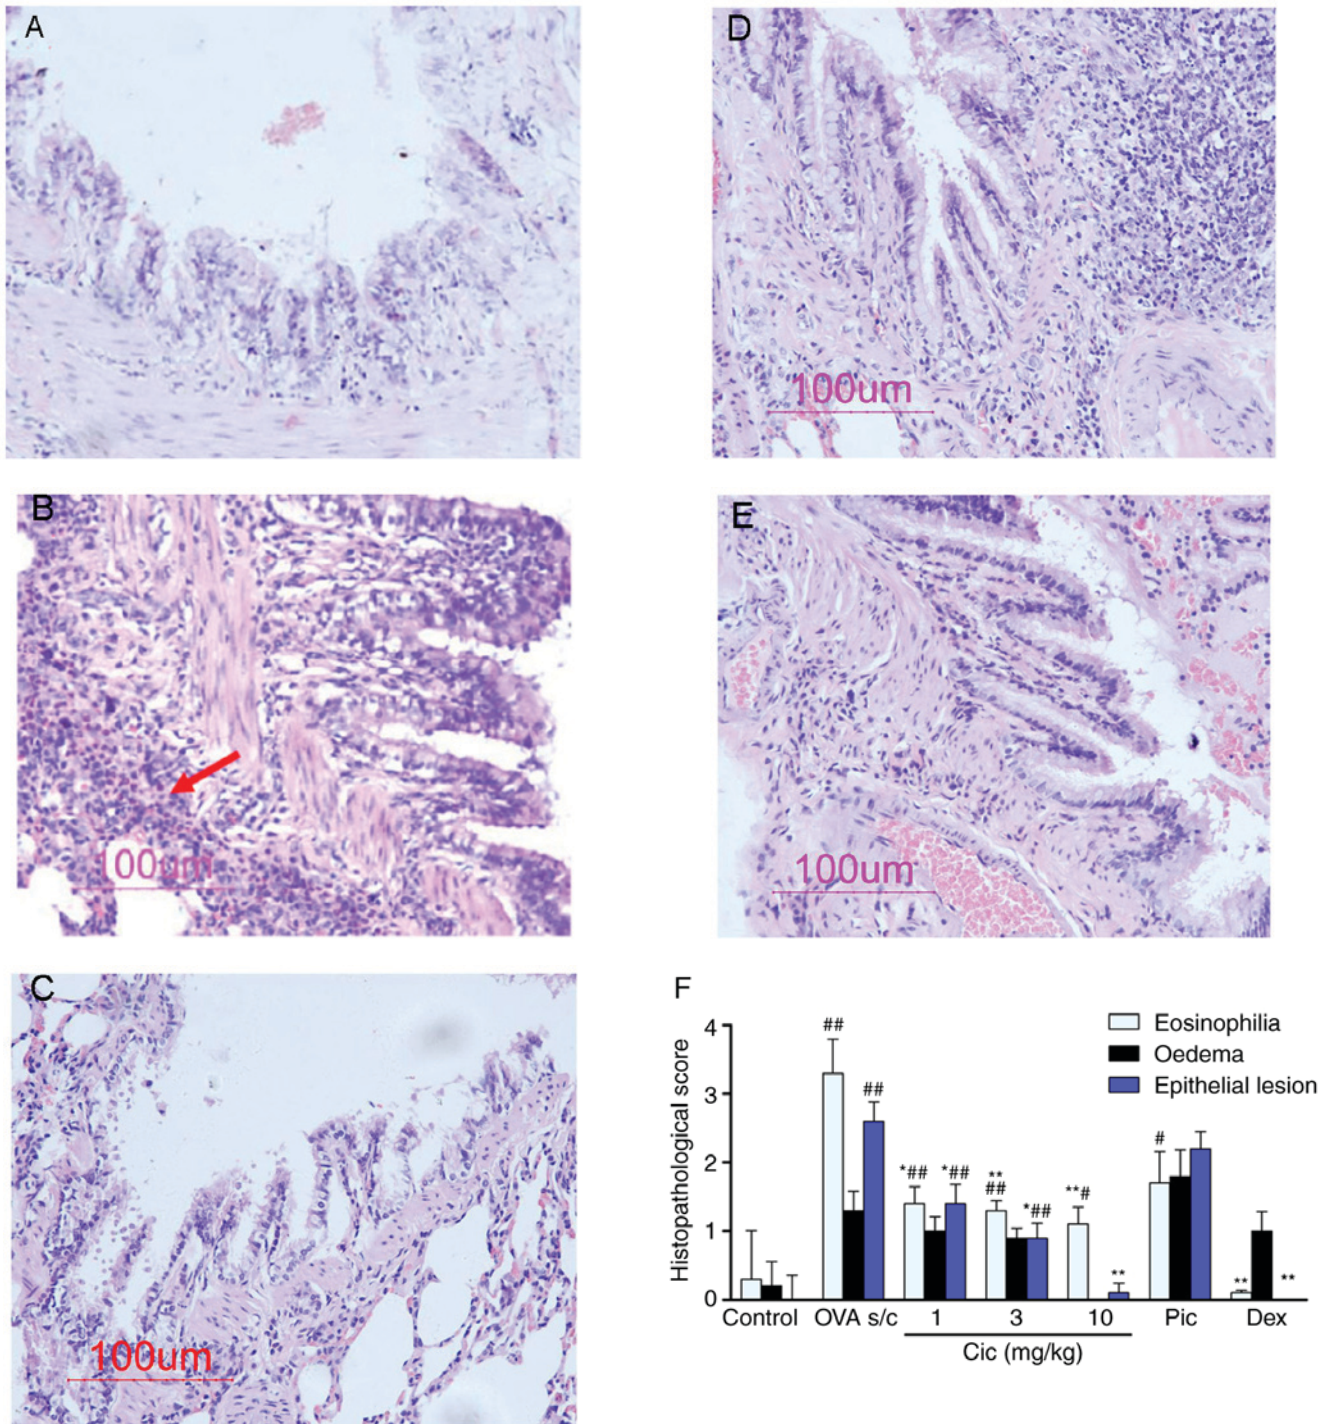 A
D
100um
B
100um
E
100um
C
100um
F
Eosinophilia
Oedema
Epithelial lesion
Histopathological score
4
3
2
1
0
##
##
*##
*##
**
##
*##
**#
**
#
**
**
Control
OVA s/c
1
3
10
Pic
Dex
Cic (mg/kg)